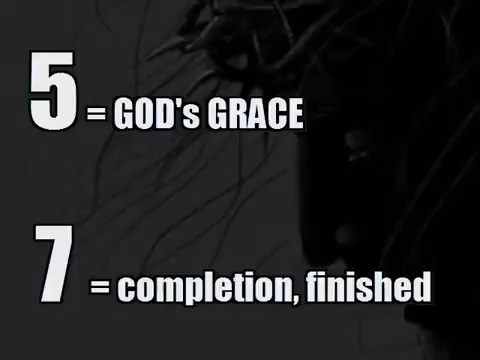 5 = GOD's GRACE
7 = completion, finished